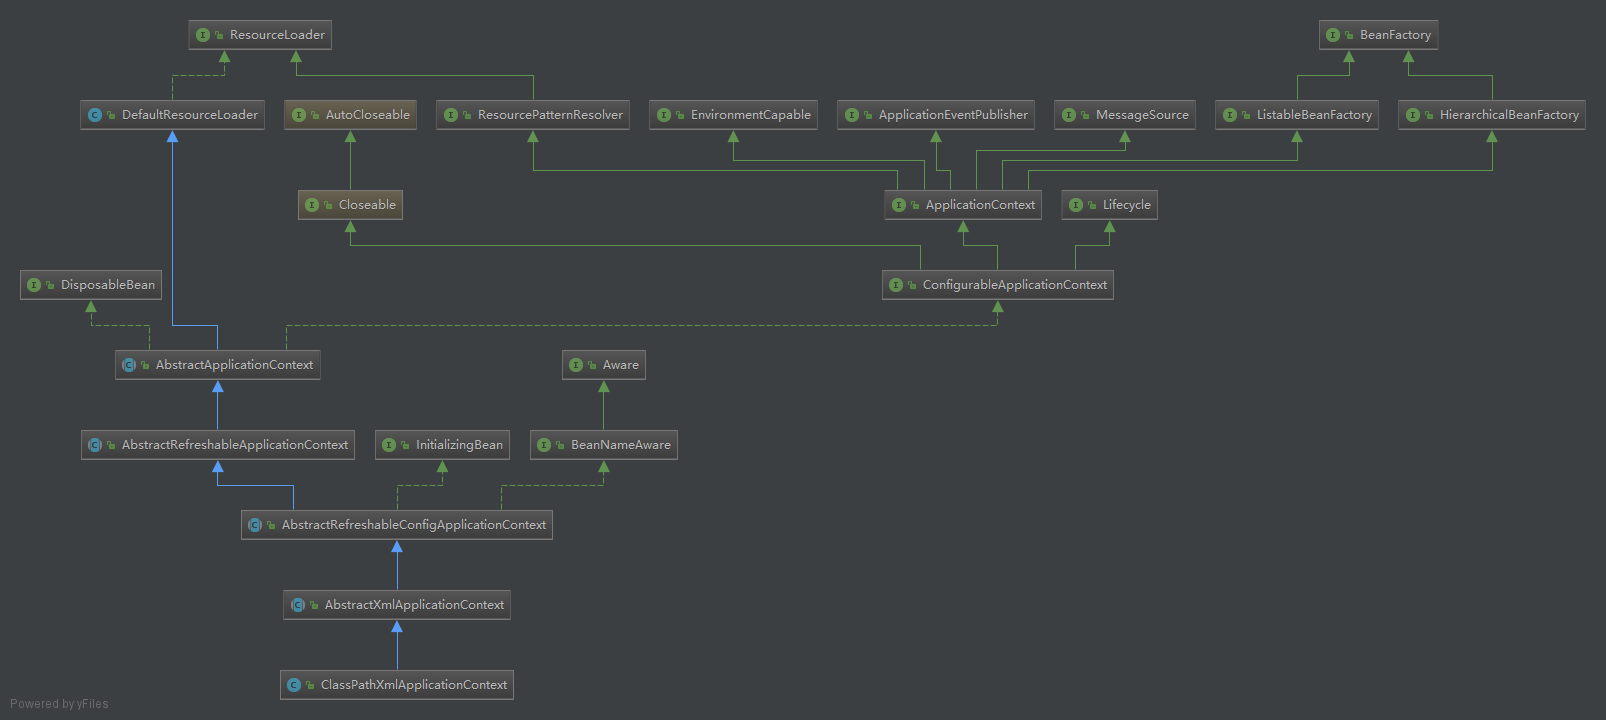 ResourceLoader
BeanFactory
DefaultResourceLoader
AutoCloseable
ResourcePatternResolver
EnvironmentCapable
ApplicationEventPublisher
MessageSource
ListableBeanFactory
HierarchicalBeanFactory
Closeable
ApplicationContext
Lifecycle
DisposableBean
ConfigurableApplicationContext
AbstractApplicationContext
Aware
AbstractRefreshableApplicationContext
InitializingBean
BeanNameAware
AbstractRefreshableConfigApplicationContext
AbstractXmlApplicationContext
ClassPathXmlApplicationContext
Powered by yFiles